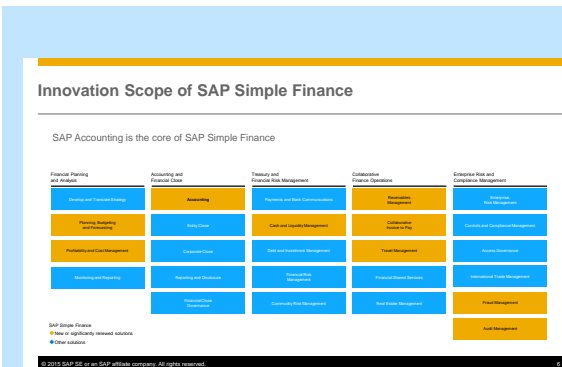 Innovation Scope of SAP Simple Finance
SAP Accounting is the core of SAP Simple Finance
Financial Planning
and Analysis
Develop and Translate Strategy
Planning, Budgeting
and Forecasting
Profitability and Cost Management
Monitoring and Reporting
Accounting and
Financial Close
Accounting
Entity Close
Corporate Close
Reporting and Disclosure
Financial Close
Governance
Treasury and
Financial Risk Management
Payments and Bank Communications
Cash and Liquidity Management
Debt and Investment Management
Financial Risk
Management
Commodity Risk Management
Collaborative
Finance Operations
Receivables
Management
Collaborative
Invoice to Pay
Travel Management
Financial Shared Services
Real Estate Management
Enterprise Risk and
Compliance Management
Enterprise
Risk Management
Controls and Compliance Management
Access Governance
International Trade Management
Fraud Management
Audit Management
SAP Simple Finance
New or significantly renewed solutions
Other solutions
© 2015 SAP SE or an SAP affiliate company. All rights reserved.
6